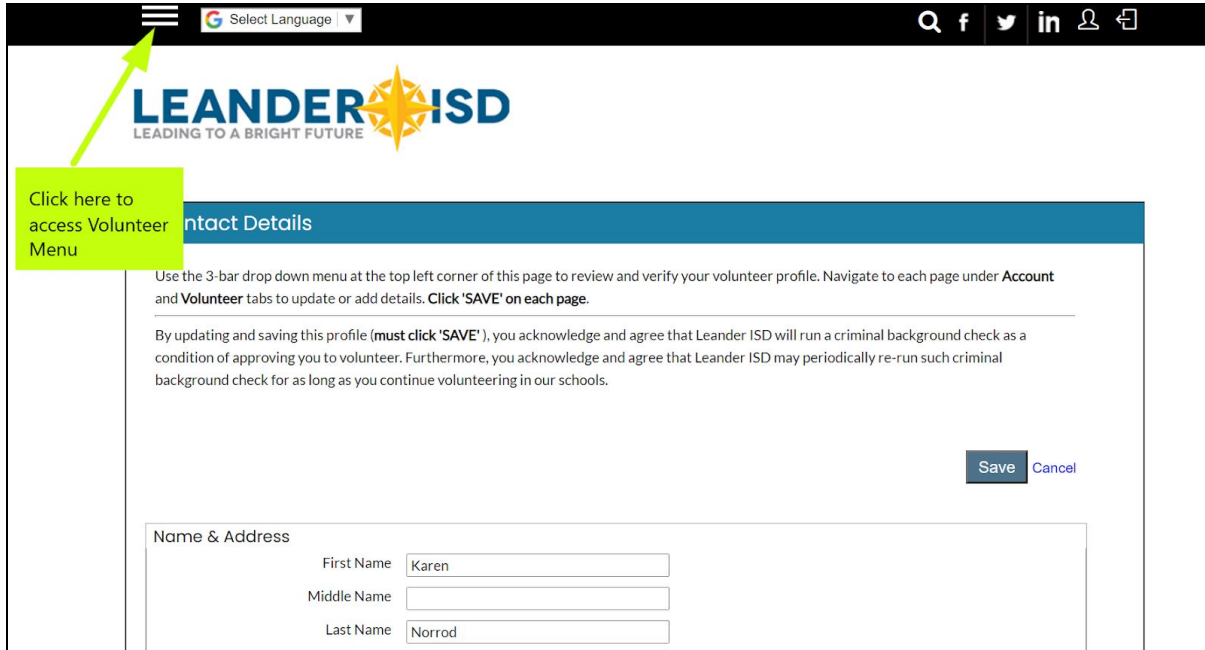 Select Language ▼
f in
LEANDER ISD
LEADING TO A BRIGHT FUTURE
Click here to
access Volunteer
Menu
ntact Details
Use the 3-bar drop down menu at the top left corner of this page to review and verify your volunteer profile. Navigate to each page under Account
and Volunteer tabs to update or add details. Click 'SAVE' on each page.
By updating and saving this profile (must click 'SAVE' ), you acknowledge and agree that Leander ISD will run a criminal background check as a
condition of approving you to volunteer. Furthermore, you acknowledge and agree that Leander ISD may periodically re-run such criminal
background check for as long as you continue volunteering in our schools.
Save Cancel
Name & Address
First Name Karen
Middle Name
Last Name Norrod